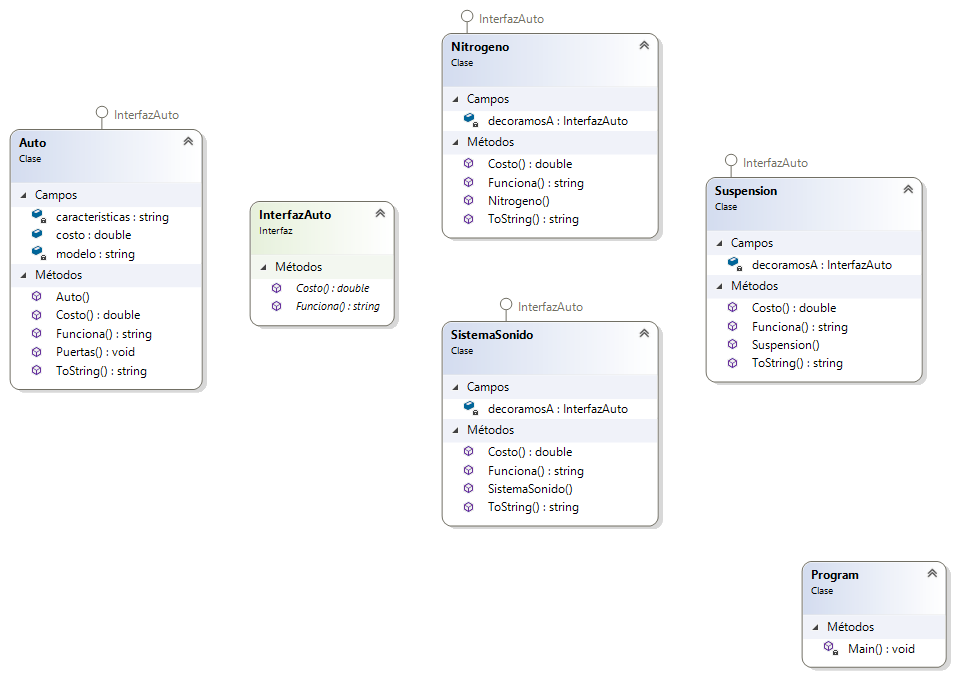 InterfazAuto
Auto
Clase
Campos
caracteristicas : string
costo : double
modelo : string
Métodos
Auto()
Costo() : double
Funciona() : string
Puertas() : void
ToString() : string
InterfazAuto
Interfaz
Métodos
Costo() : double
Funciona() : string
InterfazAuto
Nitrogeno
Clase
Campos
decoramosA : InterfazAuto
Métodos
Costo() : double
Funciona() : string
Nitrogeno()
ToString() : string
InterfazAuto
SistemaSonido
Clase
Campos
decoramosA : InterfazAuto
Métodos
Costo() : double
Funciona() : string
SistemaSonido()
ToString() : string
InterfazAuto
Suspension
Clase
Campos
decoramosA : InterfazAuto
Métodos
Costo() : double
Funciona() : string
Suspension()
ToString() : string
Program
Clase
Métodos
Main() : void